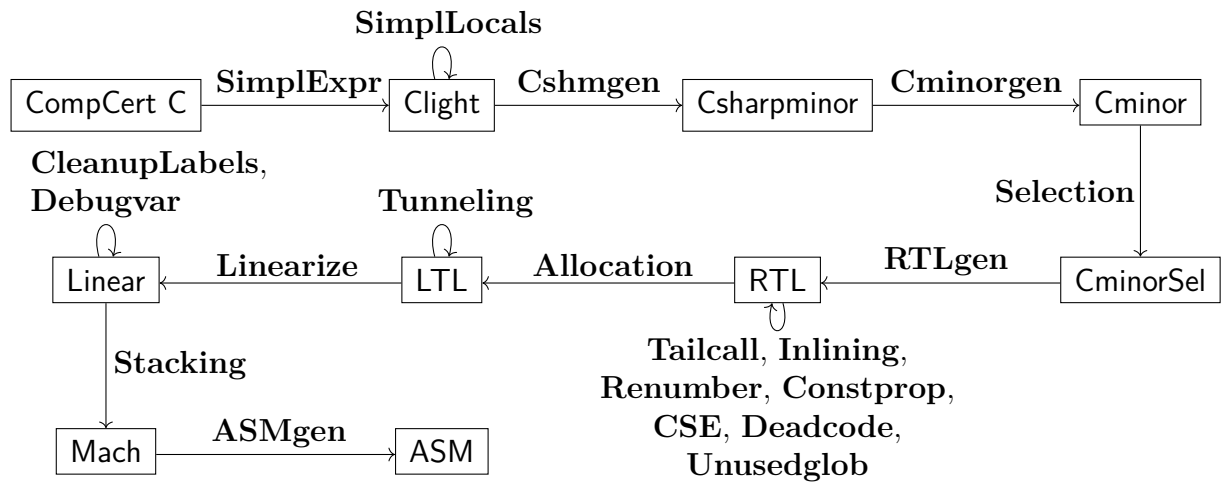 SimplLocals
CompCert C
SimplExpr
Clight
Cshmgen
Csharpminor
Cminorgen
Cminor
CleanupLabels,
Debugvar
Tunneling
Selection
Linear
Linearize
LTL
Allocation
RTL
RTLgen
CminorSel
Tailcall, Inlining,
Renumber, Constprop,
CSE, Deadcode,
Unusedglob
Stacking
Mach
ASMgen
ASM